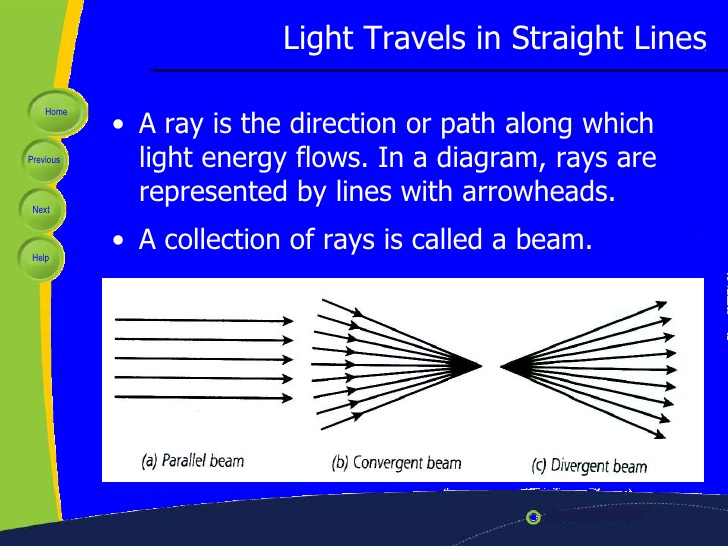 Light Travels in Straight Lines
Home
Previous
Next
Help
• A ray is the direction or path along which
light energy flows. In a diagram, rays are
represented by lines with arrowheads.
• A collection of rays is called a beam.
(a) Parallel beam
(b) Convergent beam
(c) Divergent beam